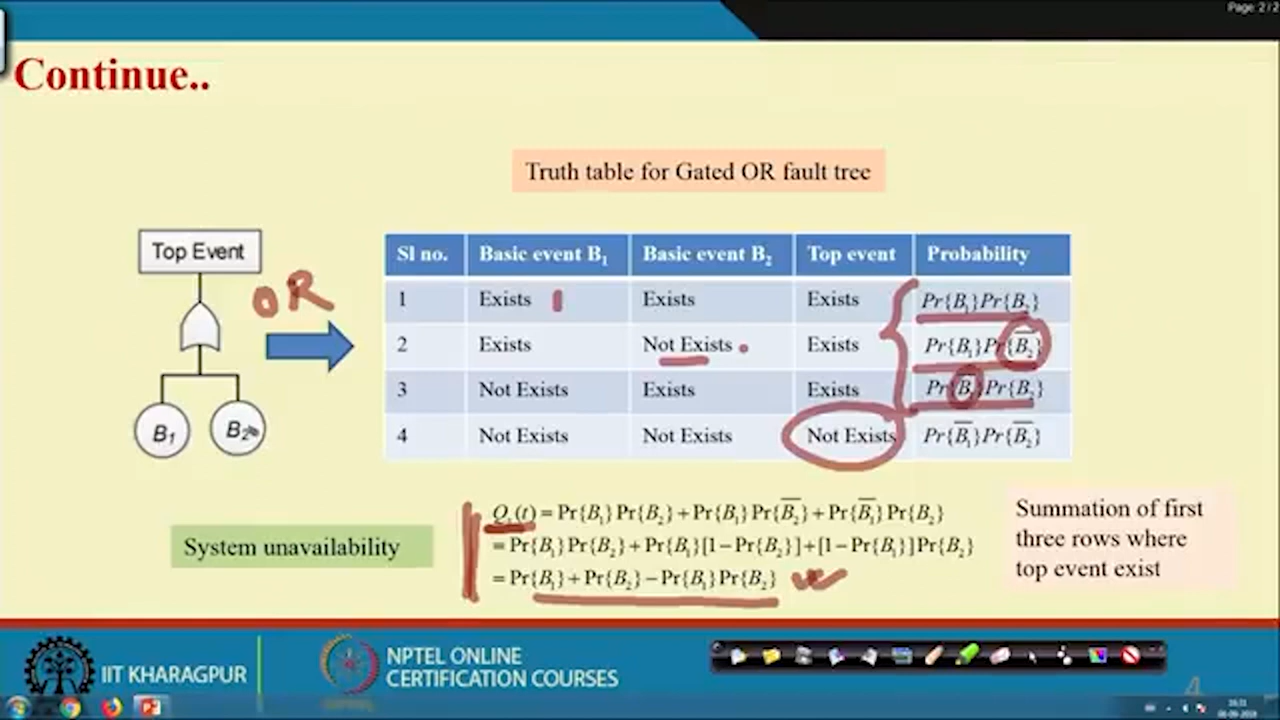 Page: 2 / 2
Continue..
Truth table for Gated OR fault tree
Top Event
OR
B₁
B₂
Sl no. Basic event B₁ Basic event B₂ Top event Probability
1 Exists Exists Exists Pr{B₁}Pr{B₂}
2 Exists Not Exists Exists Pr{B₁}Pr{B̅₂}
3 Not Exists Exists Exists Pr{B̅₁}Pr{B₂}
4 Not Exists Not Exists Not Exists Pr{B̅₁}Pr{B̅₂}
System unavailability
Qₛ(t) = Pr{B₁} Pr{B₂} + Pr{B₁} Pr{B̅₂} + Pr{B̅₁} Pr{B₂}
= Pr{B₁} Pr{B₂} + Pr{B₁}[1 − Pr{B₂}] + [1 − Pr{B₁}] Pr{B₂}
= Pr{B₁} + Pr{B₂} − Pr{B₁} Pr{B₂}
Summation of first
three rows where
top event exist
IIT KHARAGPUR
NPTEL ONLINE
CERTIFICATION COURSES
4